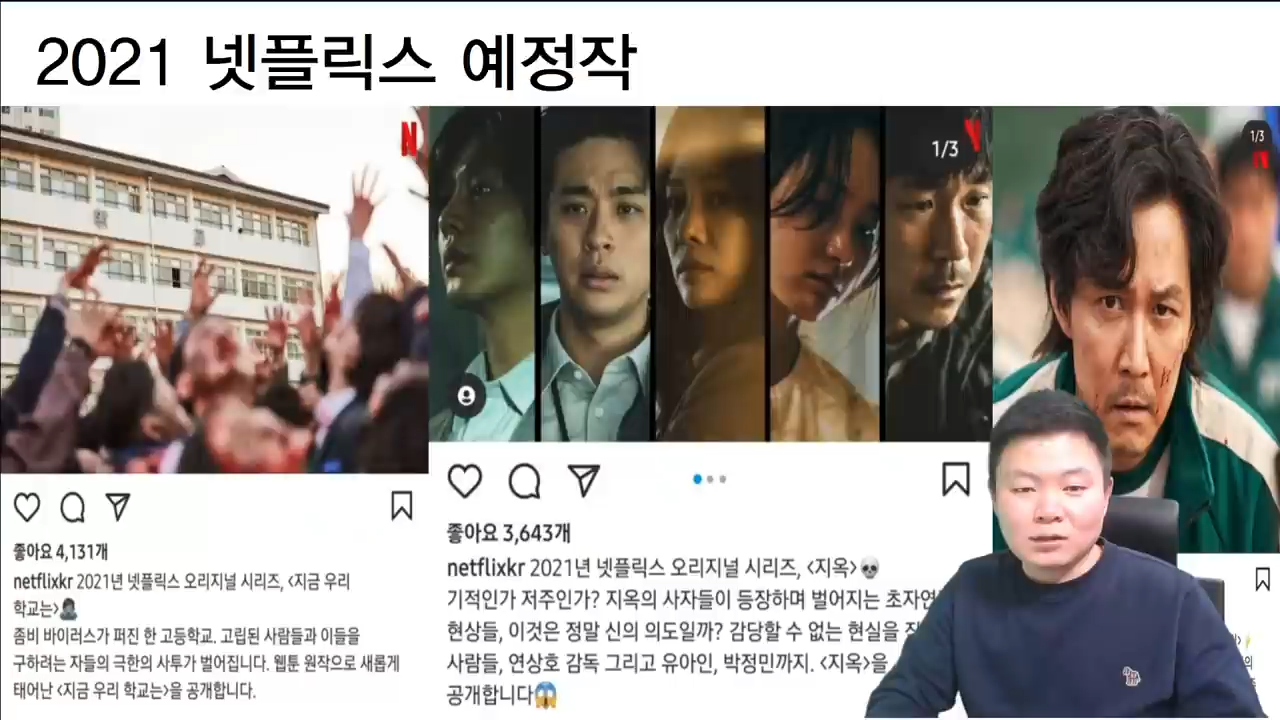 2021 넷플릭스 예정작
N
좋아요 4,131개
netflixkr 2021년 넷플릭스 오리지널 시리즈, <지금 우리
학교는>
좀비 바이러스가 퍼진 한 고등학교. 고립된 사람들과 이들을
구하려는 자들의 극한의 사투가 벌어집니다. 웹툰 원작으로 새롭게
태어난 <지금 우리 학교는>을 공개합니다.
1/3
좋아요 3,643개
netflixkr 2021년 넷플릭스 오리지널 시리즈, <지옥>
기적인가 저주인가? 지옥의 사자들이 등장하며 벌어지는
현상들, 이것은 정말 신의 의도일까? 감당할 수 없는 현실을
사람들, 연상호 감독 그리고 유아인, 박정민까지. <지옥>을
공개합니다
1/3